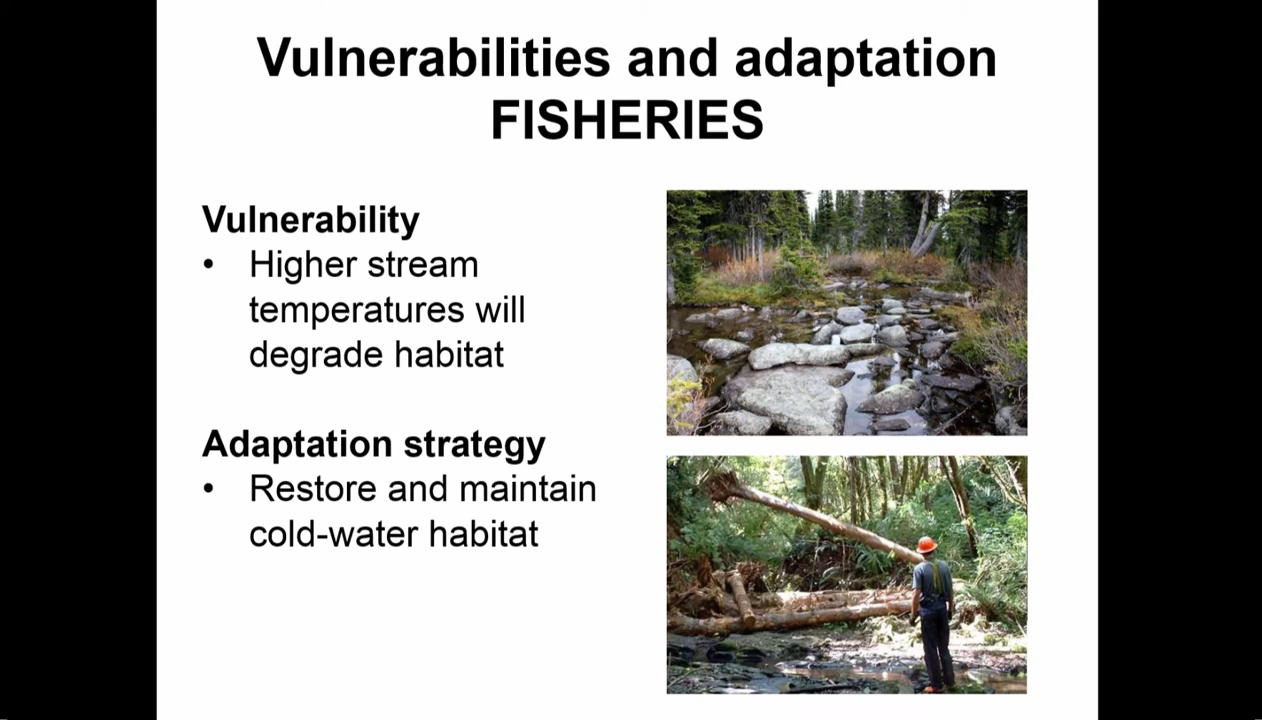 Vulnerabilities and adaptation
FISHERIES
Vulnerability
• Higher stream
temperatures will
degrade habitat
Adaptation strategy
• Restore and maintain
cold-water habitat